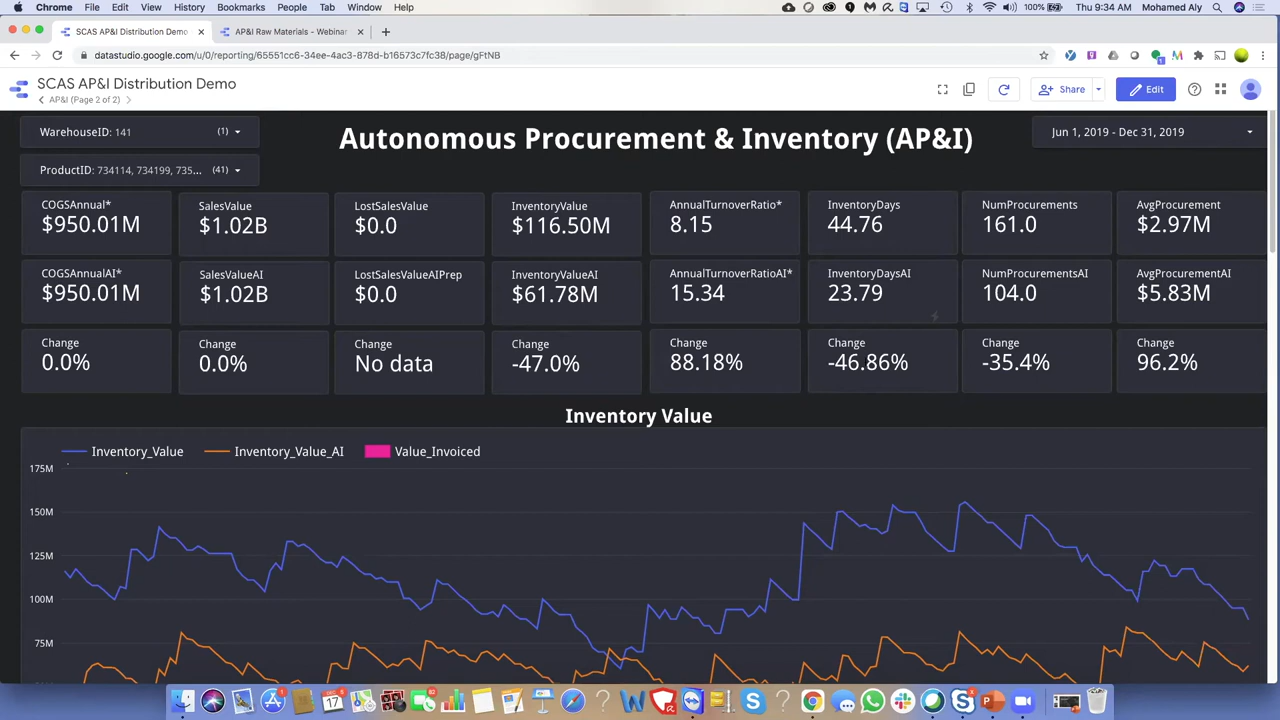 Chrome File Edit View History Bookmarks People Tab Window Help 100% Thu 9:34 AM Mohamed Aly
SCAS AP&I Distribution Demo AP&I Raw Materials - Webinar
datastudio.google.com/u/0/reporting/65551cc6-34ee-4ac3-878d-b16573c7fc38/page/gFtNB
SCAS AP&I Distribution Demo
AP&I (Page 2 of 2)
Share Edit
WarehouseID: 141 (1)
Autonomous Procurement & Inventory (AP&I)
Jun 1, 2019 - Dec 31, 2019
ProductID: 734114, 734199, 735... (41)
COGSAnnual* SalesValue LostSalesValue InventoryValue AnnualTurnoverRatio* InventoryDays NumProcurements AvgProcurement
$950.01M $1.02B $0.0 $116.50M 8.15 44.76 161.0 $2.97M
COGSAnnualAI* SalesValueAI LostSalesValueAIPrep InventoryValueAI AnnualTurnoverRatioAI* InventoryDaysAI NumProcurementsAI AvgProcurementAI
$950.01M $1.02B $0.0 $61.78M 15.34 23.79 104.0 $5.83M
Change Change Change Change Change Change Change Change
0.0% 0.0% No data -47.0% 88.18% -46.86% -35.4% 96.2%
Inventory Value
Inventory_Value Inventory_Value_AI Value_Invoiced
175M
150M
125M
100M
75M
DEC
17